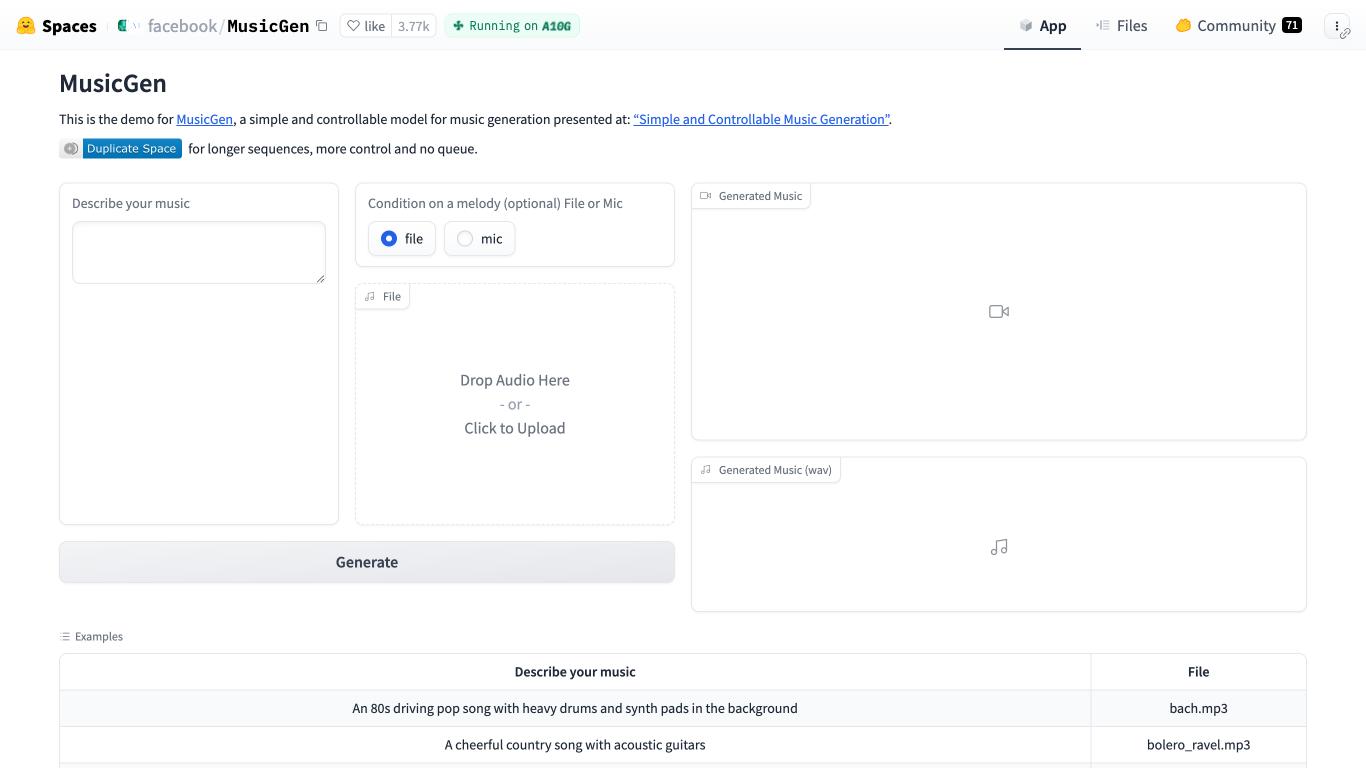 Spaces facebook/MusicGen like 3.77k Running on A10G App Files Community 71
MusicGen
This is the demo for MusicGen, a simple and controllable model for music generation presented at: “Simple and Controllable Music Generation”.
Duplicate Space for longer sequences, more control and no queue.
Describe your music
Condition on a melody (optional) File or Mic
file mic
File
Drop Audio Here
- or -
Click to Upload
Generate
Generated Music
Generated Music (wav)
Examples
Describe your music File
An 80s driving pop song with heavy drums and synth pads in the background bach.mp3
A cheerful country song with acoustic guitars bolero_ravel.mp3